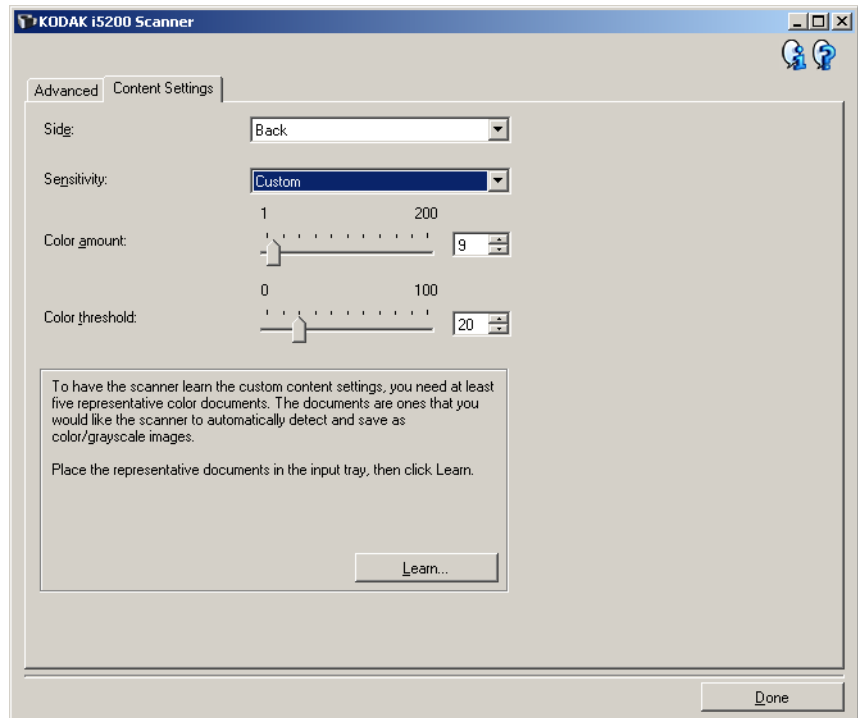 KODAK i5200 Scanner
Advanced
Content Settings
Side:
Back
Sensitivity:
Custom
1 200
Color amount:
9
0 100
Color threshold:
20
To have the scanner learn the custom content settings, you need at least
five representative color documents. The documents are ones that you
would like the scanner to automatically detect and save as
color/grayscale images.
Place the representative documents in the input tray, then click Learn.
Learn...
Done